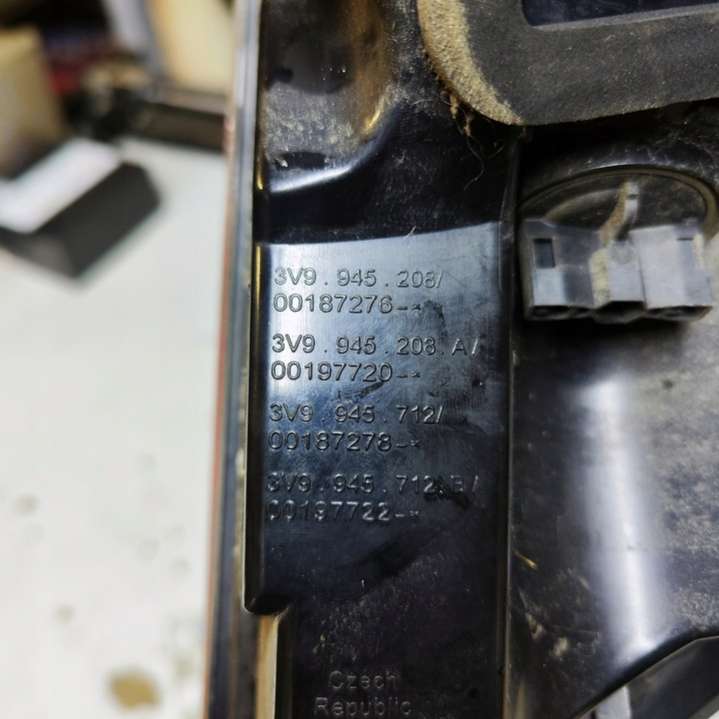 3V9 . 945 . 208/
00187276-×
3V9 . 945 . 208 . A/
00197720-×
3V9 . 945 . 712/
00187278-×
3V9 . 945 . 712 . B/
00197722-×
Czech
Republic